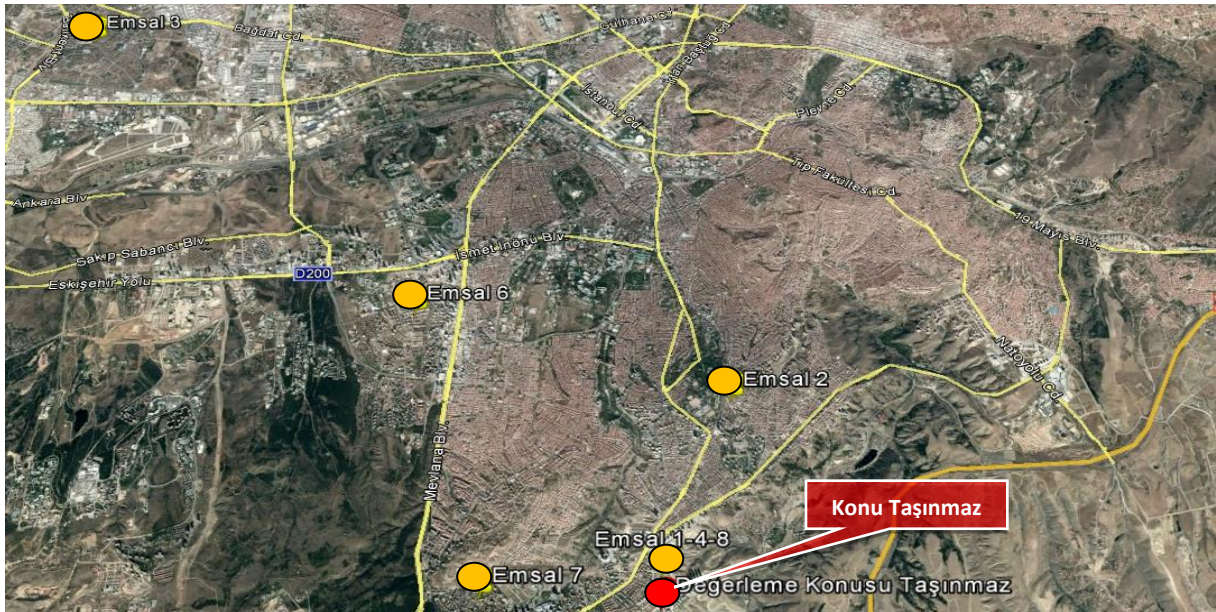 Emsal 3
Bağdat Cd.
Gülhane Cd.
İrfan Baştuğ Cd.
İstanbul Cd.
Plevne Cd.
Tıp Fakültesi Cd.
19 Mayıs Blv.
Ankara Blv
Sakıp Sabancı Blv.
İsmet İnönü Blv.
D200
Eskişehir Yolu
Emsal 6
Natoyolu Cd.
Emsal 2
Mevlana Blv.
Konu Taşınmaz
Emsal 1-4-8
Emsal 7
Değerleme Konusu Taşınmaz